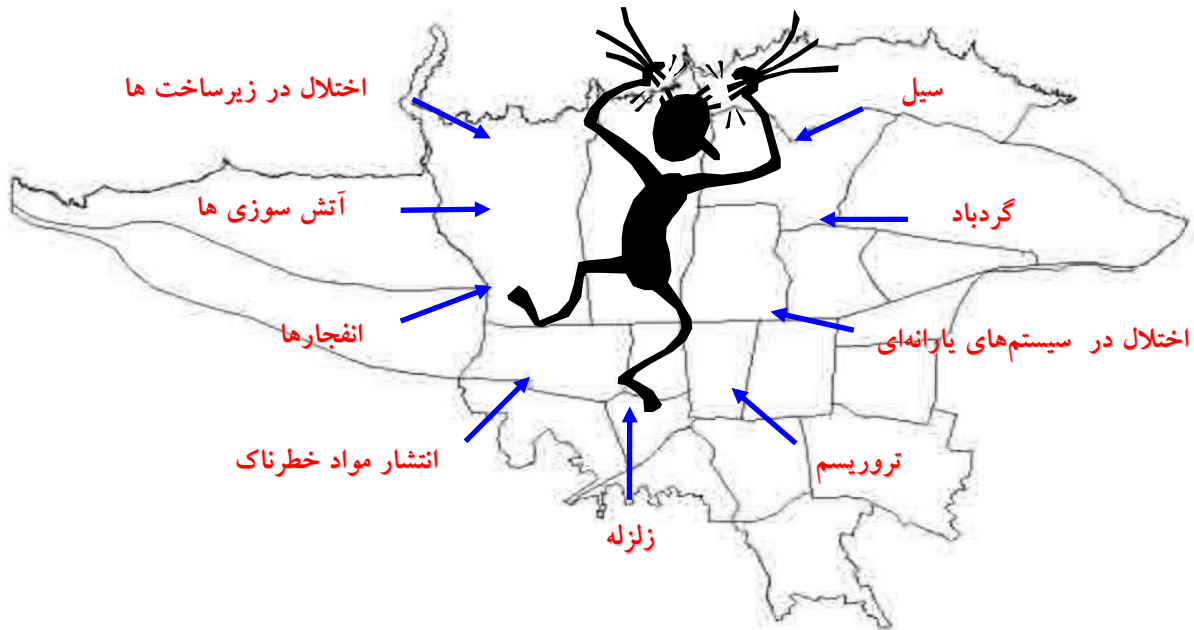 سیل
اختلال در زیرساخت ها
گردباد
آتش سوزی ها
اختلال در سیستم‌های یارانه‌ای
انفجارها
تروریسم
انتشار مواد خطرناک
زلزله